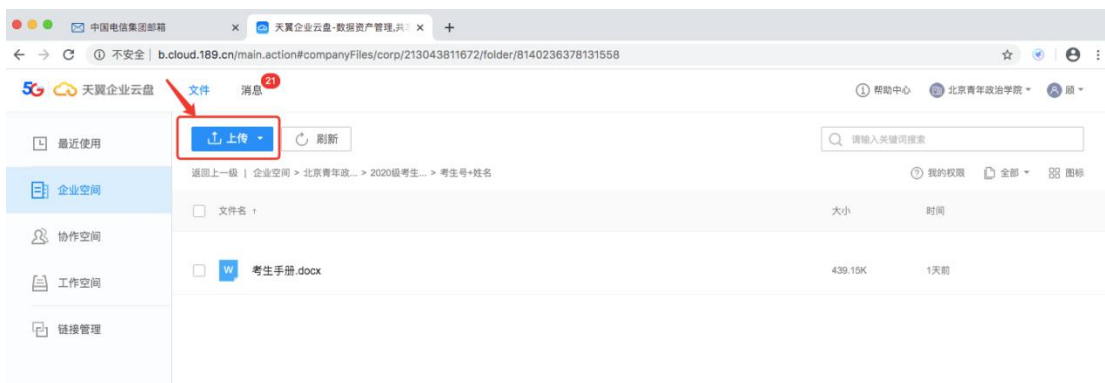 中国电信集团邮箱
天翼企业云盘-数据资产管理,共
不安全 | b.cloud.189.cn/main.action#companyFiles/corp/213043811672/folder/8140236378131558
5G 天翼企业云盘 文件 消息 21 帮助中心 北京青年政治学院 顾
最近使用
企业空间
协作空间
工作空间
链接管理
上传 刷新 请输入关键词搜索
返回上一级 | 企业空间 > 北京青年政... > 2020级考生... > 考生号+姓名 我的权限 全部 图标
文件名 ↑ 大小 时间
W 考生手册.docx 439.15K 1天前